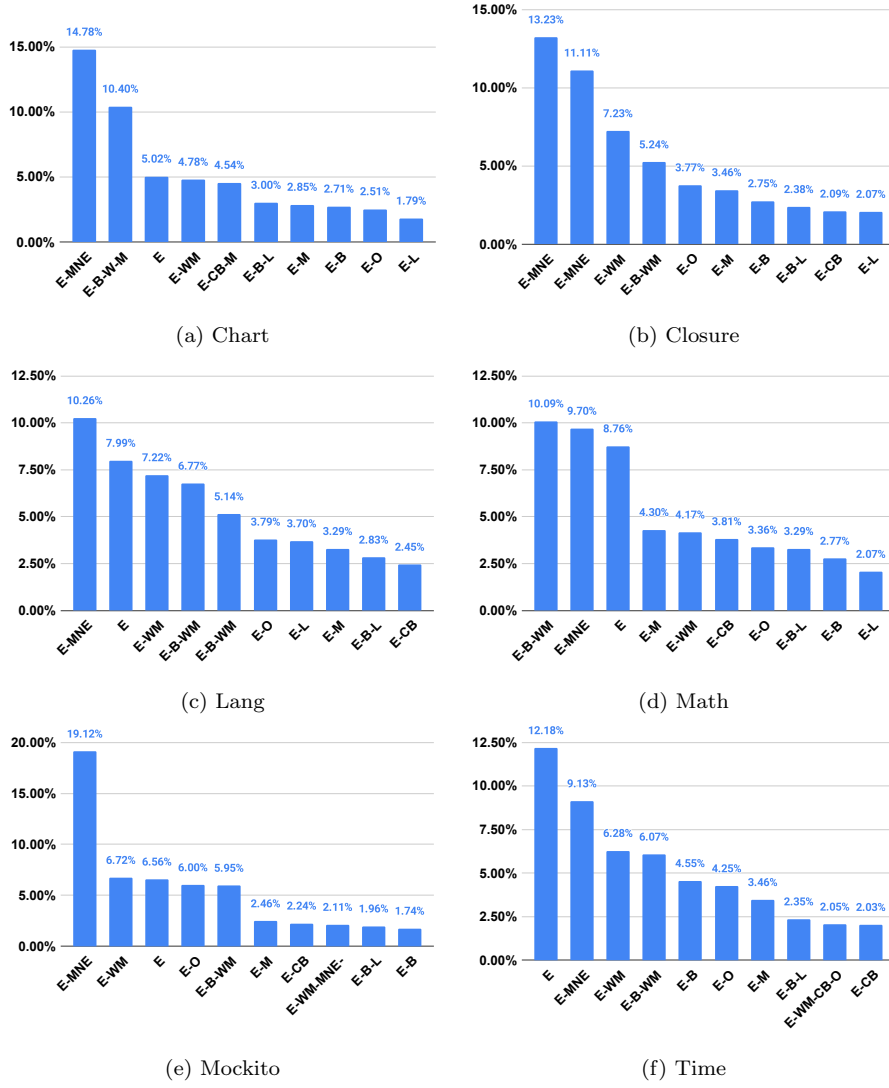 15.00%
10.00%
5.00%
0.00%
14.78%
10.40%
5.02%
4.78%
4.54%
3.00%
2.85%
2.71%
2.51%
1.79%
E-MNE
E-B-W-M
E
E-WM
E-CB-M
E-B-L
E-M
E-B
E-O
E-L
(a) Chart
15.00%
10.00%
5.00%
0.00%
13.23%
11.11%
7.23%
5.24%
3.77%
3.46%
2.75%
2.38%
2.09%
2.07%
E-MNE
E-MNE
E-WM
E-B-WM
E-O
E-M
E-B
E-B-L
E-CB
E-L
(b) Closure
12.50%
10.00%
7.50%
5.00%
2.50%
0.00%
10.26%
7.99%
7.22%
6.77%
5.14%
3.79%
3.70%
3.29%
2.83%
2.45%
E-MNE
E
E-WM
E-B-WM
E-B-WM
E-O
E-L
E-M
E-B-L
E-CB
(c) Lang
12.50%
10.00%
7.50%
5.00%
2.50%
0.00%
10.09%
9.70%
8.76%
4.30%
4.17%
3.81%
3.36%
3.29%
2.77%
2.07%
E-B-WM
E-MNE
E
E-M
E-WM
E-CB
E-O
E-B-L
E-B
E-L
(d) Math
20.00%
15.00%
10.00%
5.00%
0.00%
19.12%
6.72%
6.56%
6.00%
5.95%
2.46%
2.24%
2.11%
1.96%
1.74%
E-MNE
E-WM
E
E-O
E-B-WM
E-M
E-CB
E-WM-MNE-
E-B-L
E-B
(e) Mockito
12.50%
10.00%
7.50%
5.00%
2.50%
0.00%
12.18%
9.13%
6.28%
6.07%
4.55%
4.25%
3.46%
2.35%
2.05%
2.03%
E
E-MNE
E-WM
E-B-WM
E-B
E-O
E-M
E-B-L
E-WM-CB-O
E-CB
(f) Time